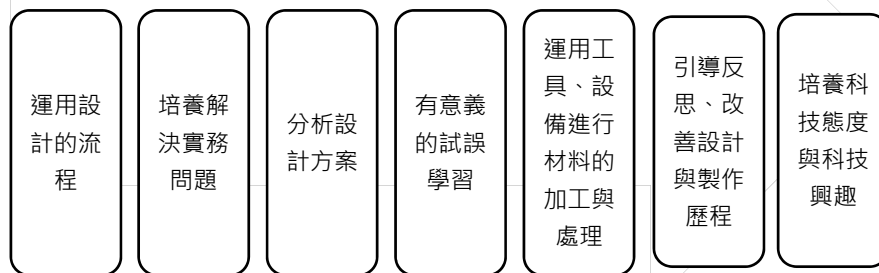 運用設
計的流
程
培養解
決實務
問題
分析設
計方案
有意義
的試誤
學習
運用工
具、設
備進行
材料的
加工與
處理
引導反
思、改
善設計
與製作
歷程
培養科
技態度
與科技
興趣